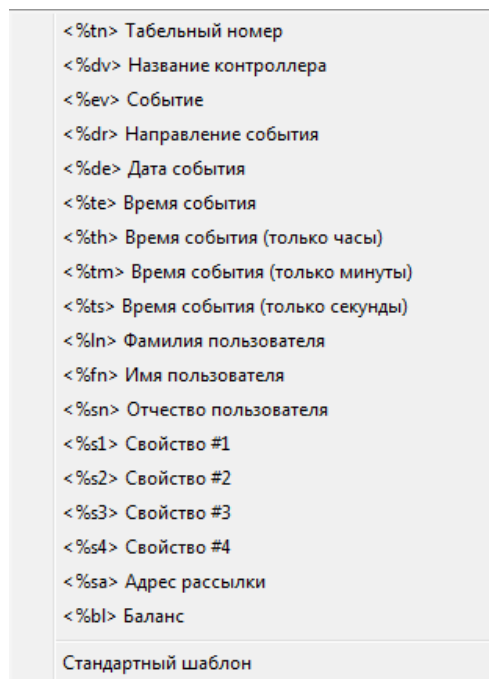 <%tn> Табельный номер
<%dv> Название контроллера
<%ev> Событие
<%dr> Направление события
<%de> Дата события
<%te> Время события
<%th> Время события (только часы)
<%tm> Время события (только минуты)
<%ts> Время события (только секунды)
<%ln> Фамилия пользователя
<%fn> Имя пользователя
<%sn> Отчество пользователя
<%s1> Свойство #1
<%s2> Свойство #2
<%s3> Свойство #3
<%s4> Свойство #4
<%sa> Адрес рассылки
<%bl> Баланс
Стандартный шаблон